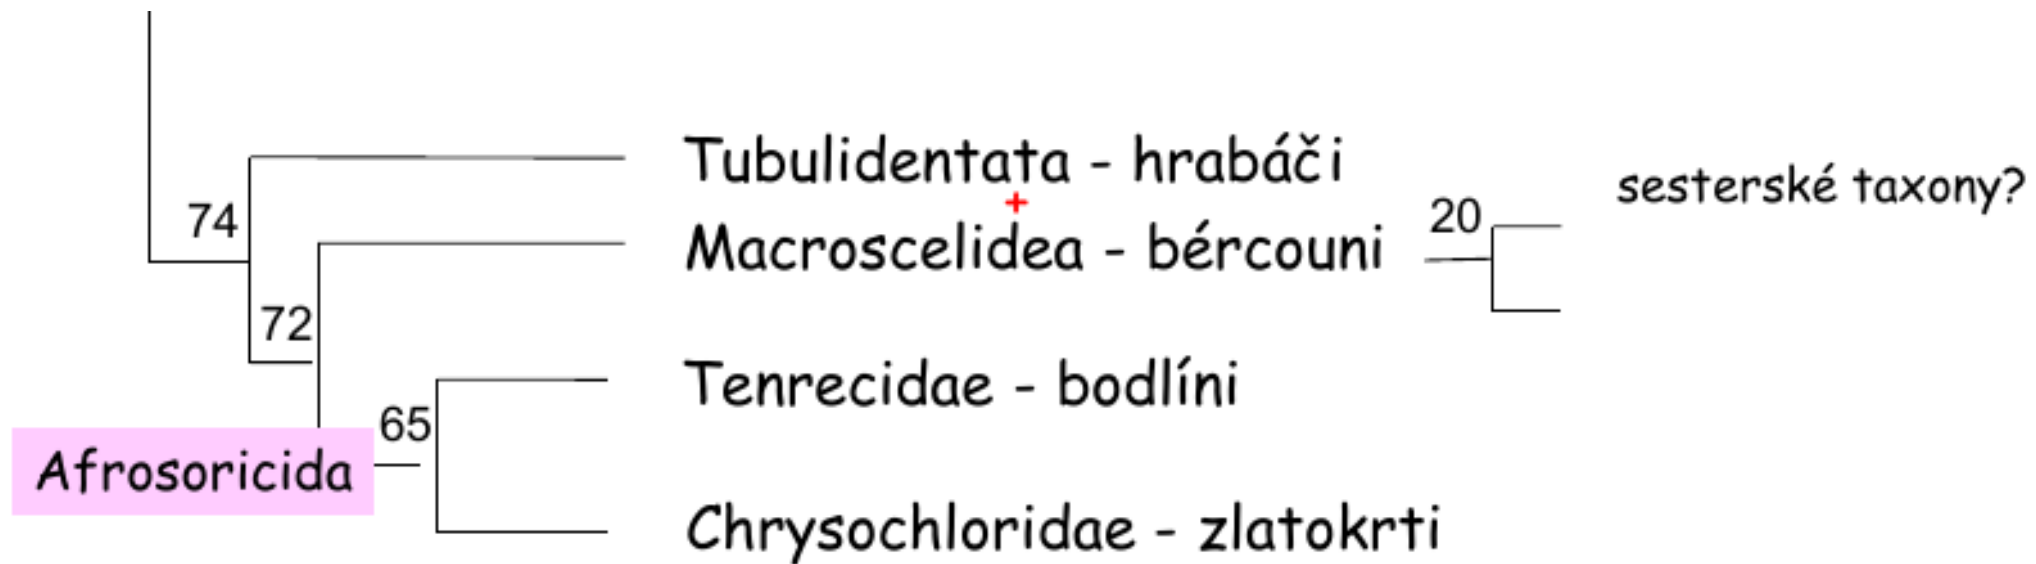 Tubulidentata - hrabáči
sesterské taxony?
74
+
20
Macroscelidea - bércouni
72
Tenrecidae - bodlíni
65
Afrosoricida
Chrysochloridae - zlatokrti